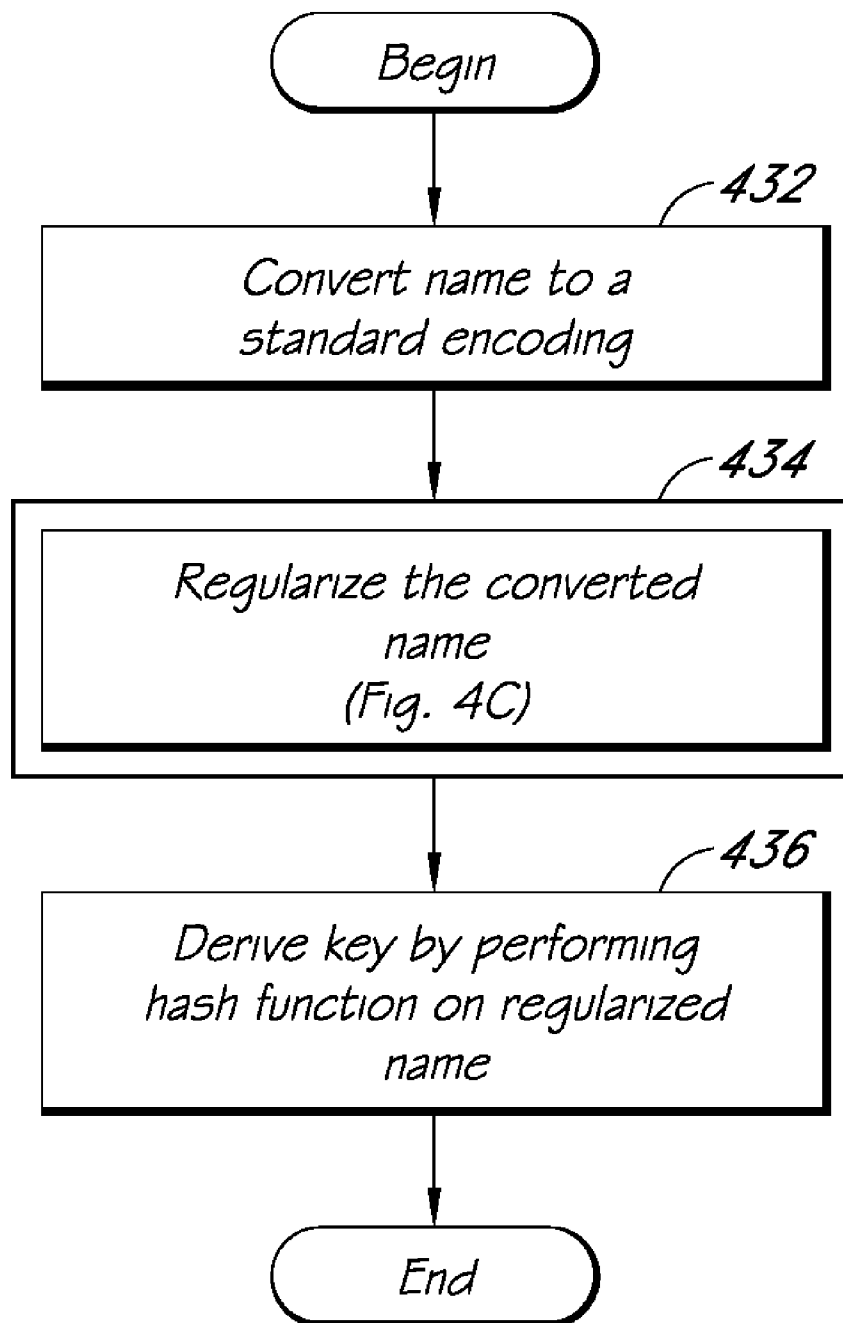 Begin
432
Convert name to a
standard encoding
434
Regularize the converted
name
(Fig. 4C)
436
Derive key by performing
hash function on regularized
name
End